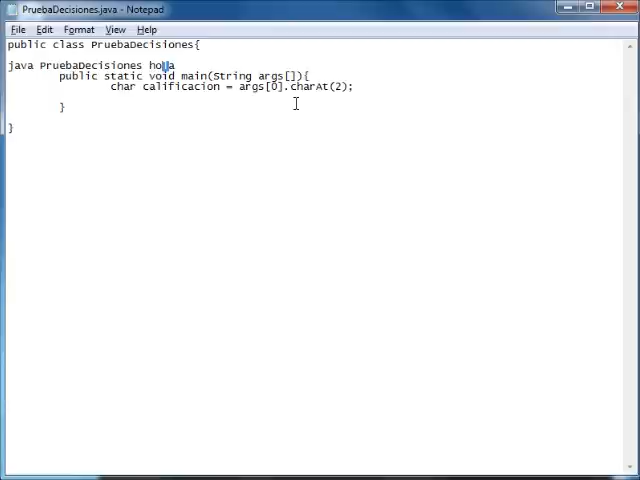 PruebaDecisiones.java - Notepad
File Edit Format View Help
public class PruebaDecisiones{
java PruebaDecisiones hola
public static void main(String args[]){
char calificacion = args[0].charAt(2);
}
}